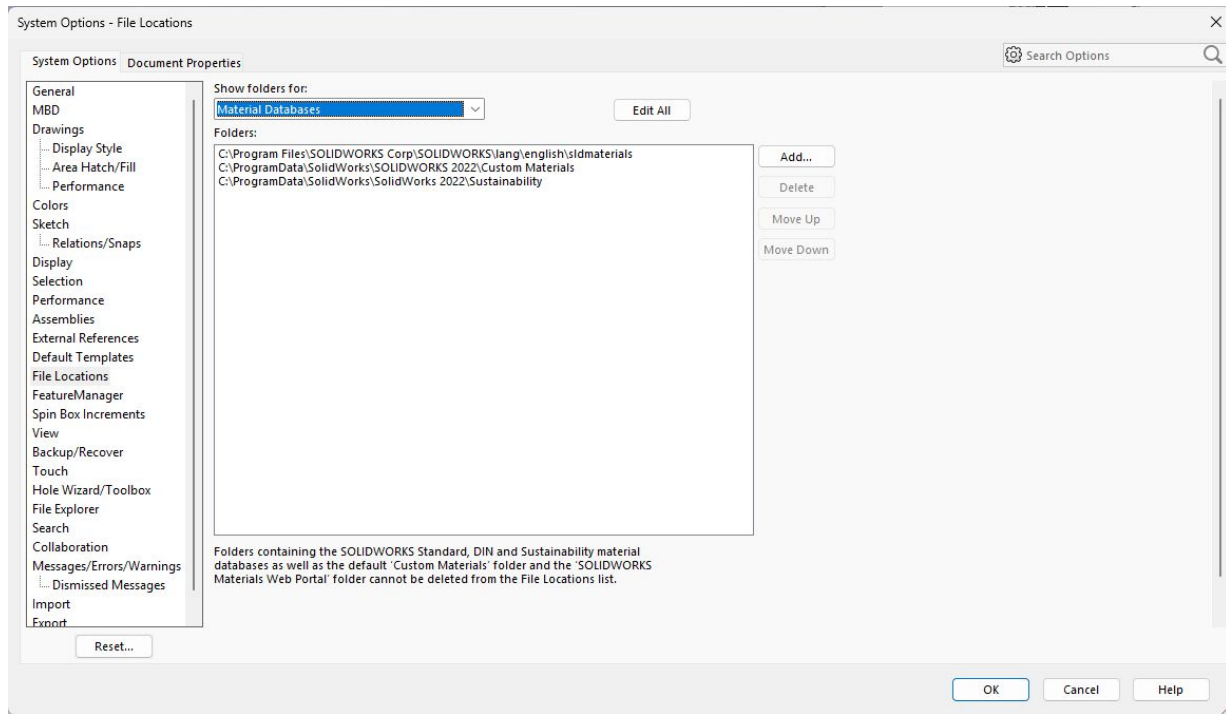 System Options - File Locations
System Options
Document Properties
Search Options
General
MBD
Drawings
Display Style
Area Hatch/Fill
Performance
Colors
Sketch
Relations/Snaps
Display
Selection
Performance
Assemblies
External References
Default Templates
File Locations
FeatureManager
Spin Box Increments
View
Backup/Recover
Touch
Hole Wizard/Toolbox
File Explorer
Search
Collaboration
Messages/Errors/Warnings
Dismissed Messages
Import
Export
Reset...
Show folders for:
Material Databases
Edit All
Folders:
C:\Program Files\SOLIDWORKS Corp\SOLIDWORKS\lang\english\sldmaterials
C:\ProgramData\SolidWorks\SOLIDWORKS 2022\Custom Materials
C:\ProgramData\SolidWorks\SolidWorks 2022\Sustainability
Add...
Delete
Move Up
Move Down
Folders containing the SOLIDWORKS Standard, DIN and Sustainability material
databases as well as the default 'Custom Materials' folder and the 'SOLIDWORKS
Materials Web Portal' folder cannot be deleted from the File Locations list.
OK
Cancel
Help